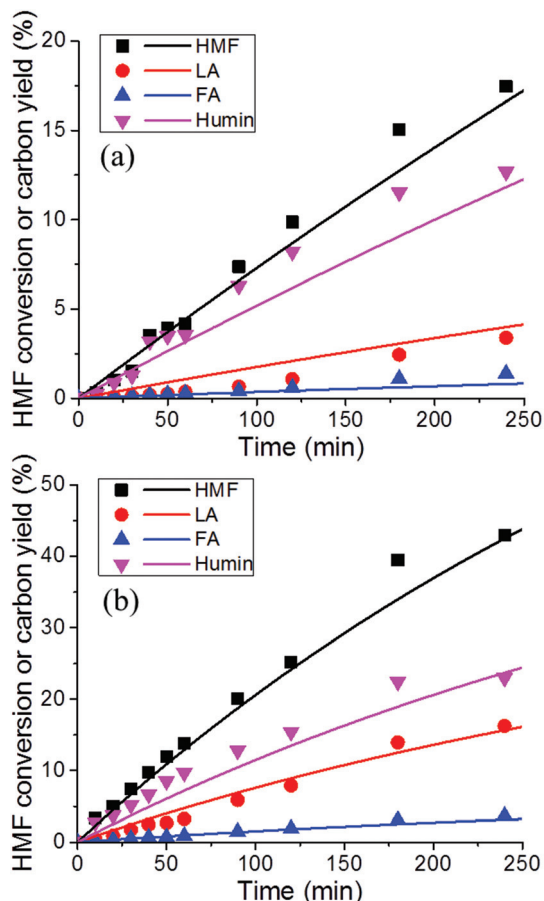 HMF conversion or carbon yield (%)
20
15
10
5
0
HMF
LA
FA
Humin
(a)
0 50 100 150 200 250
Time (min)
HMF conversion or carbon yield (%)
50
40
30
20
10
0
HMF
LA
FA
Humin
(b)
0 50 100 150 200 250
Time (min)